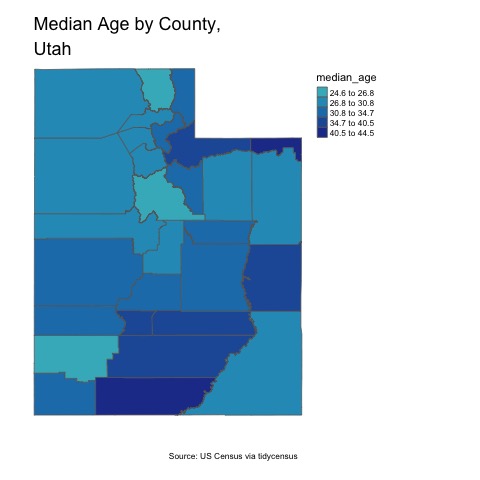 Median Age by County,
Utah
median_age
24.6 to 26.8
26.8 to 30.8
30.8 to 34.7
34.7 to 40.5
40.5 to 44.5
Source: US Census via tidycensus